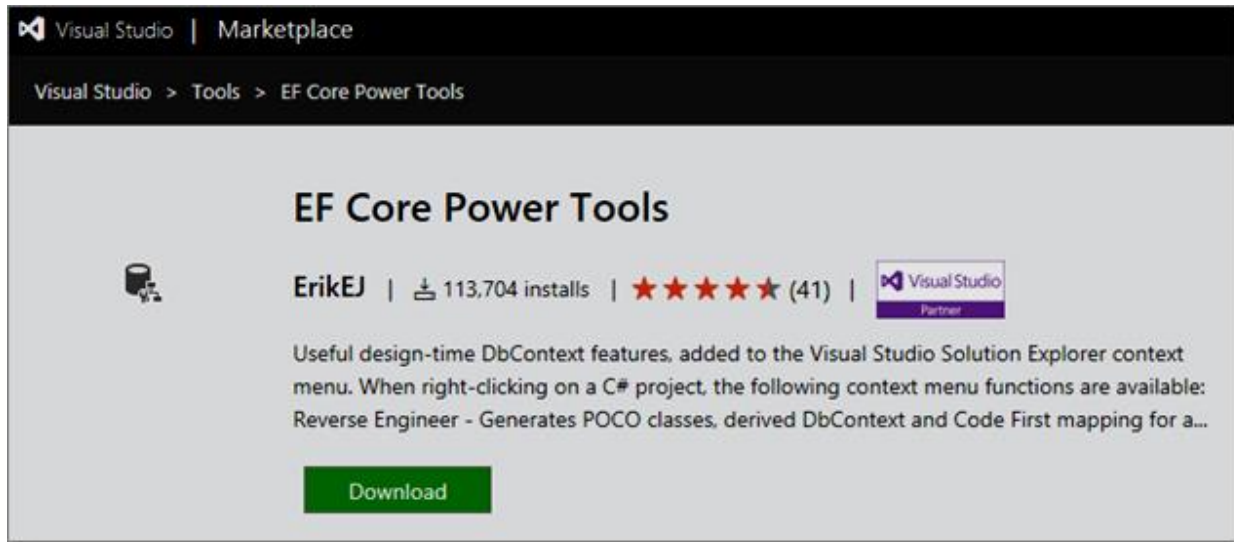 Visual Studio | Marketplace
Visual Studio > Tools > EF Core Power Tools
EF Core Power Tools
ErikEJ | 113,704 installs | (41) | Visual Studio
Partner
Useful design-time DbContext features, added to the Visual Studio Solution Explorer context
menu. When right-clicking on a C# project, the following context menu functions are available:
Reverse Engineer - Generates POCO classes, derived DbContext and Code First mapping for a...
Download